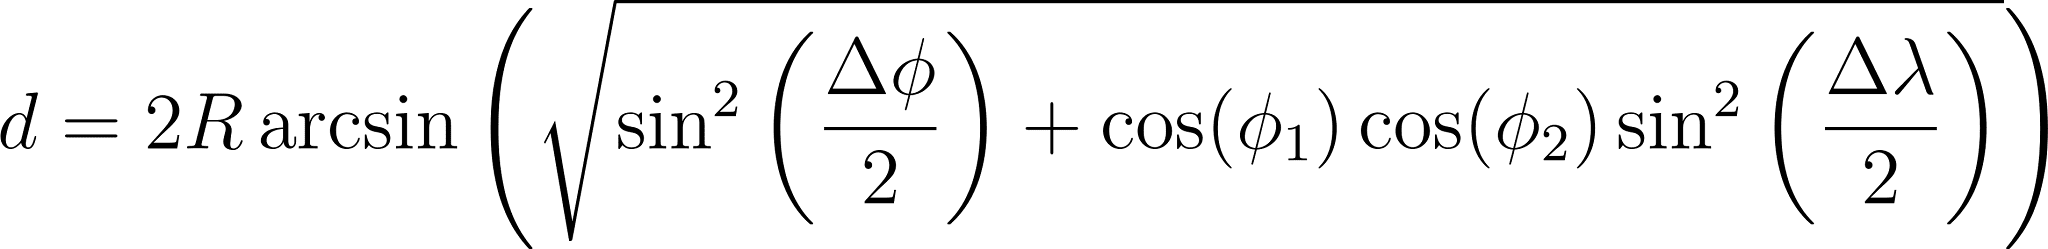 d = 2R arcsin(√(sin²(Δϕ/2) + cos(ϕ₁) cos(ϕ₂) sin²(Δλ/2)))